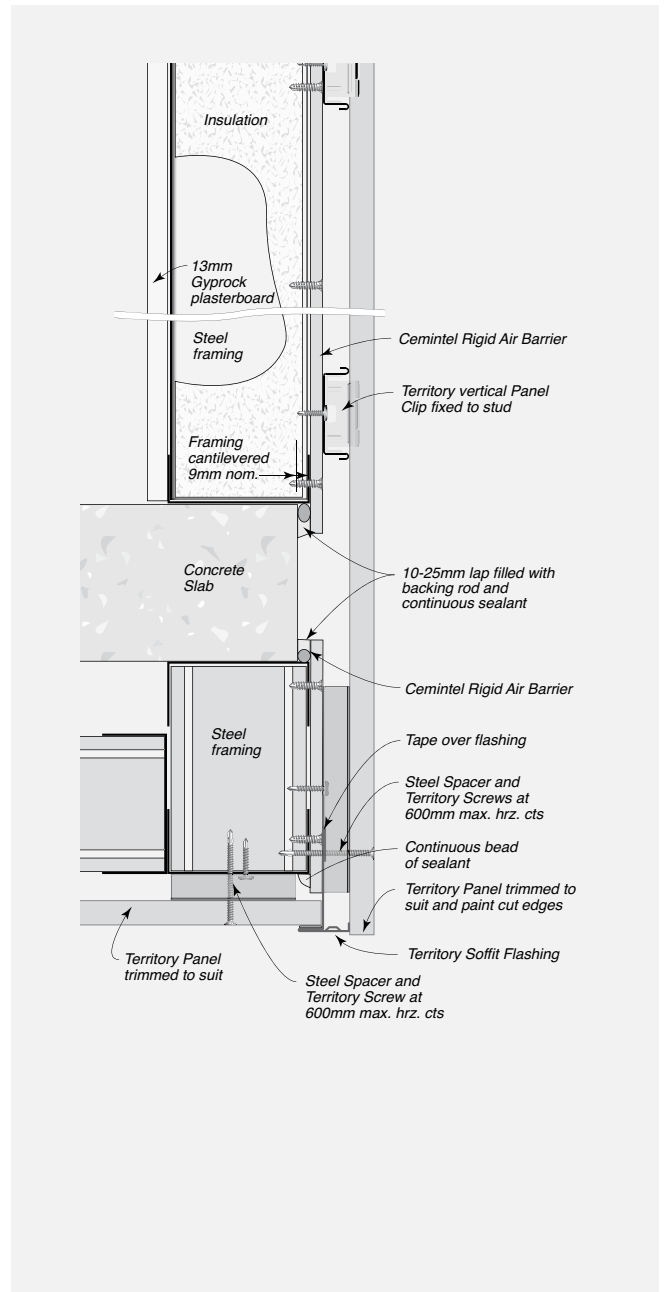 Insulation
13mm
Gyprock
plasterboard
Steel
framing
Cemintel Rigid Air Barrier
Territory vertical Panel
Clip fixed to stud
Framing
cantilevered
9mm nom.
Concrete
Slab
10-25mm lap filled with
backing rod and
continuous sealant
Cemintel Rigid Air Barrier
Steel
framing
Tape over flashing
Steel Spacer and
Territory Screws at
600mm max. hrz. cts
Continuous bead
of sealant
Territory Panel trimmed to
suit and paint cut edges
Territory Soffit Flashing
Territory Panel
trimmed to suit
Steel Spacer and
Territory Screw at
600mm max. hrz. cts